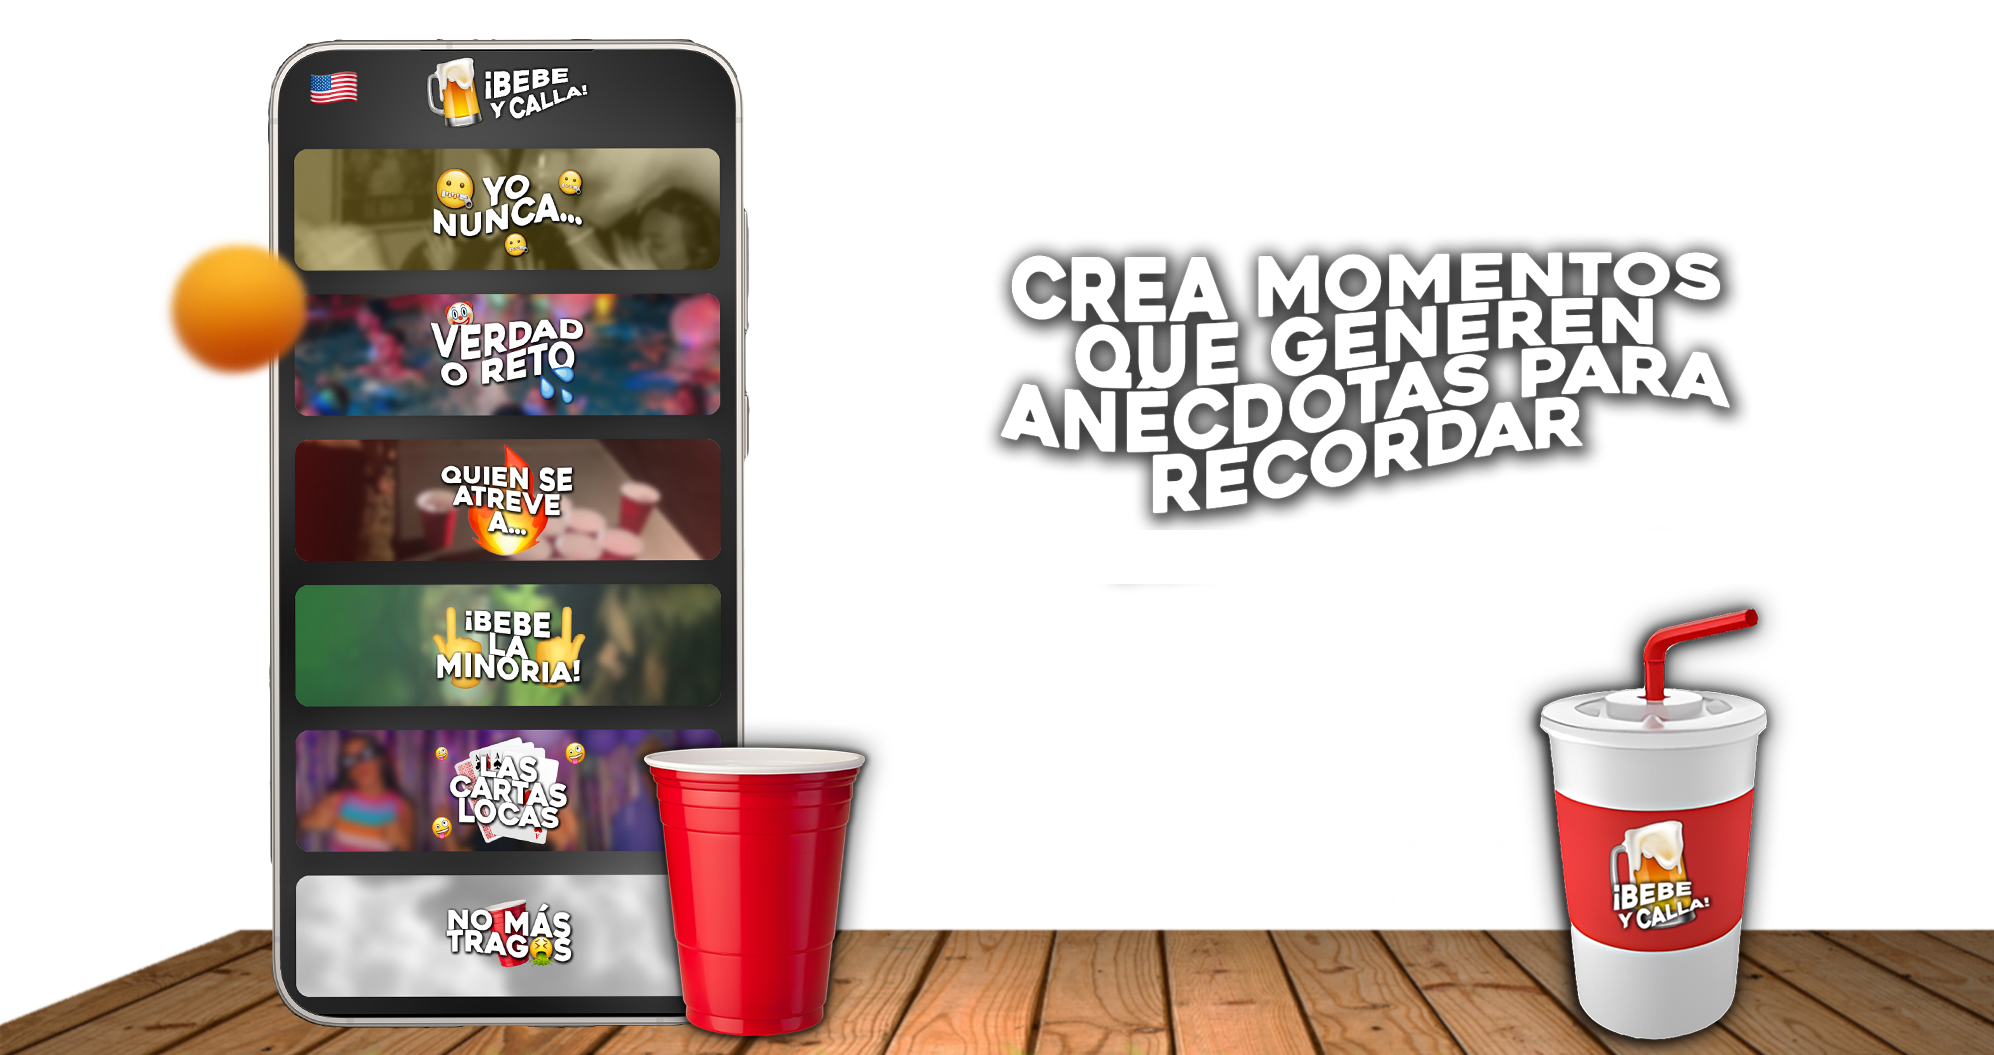 ¡BEBE
Y CALLA!
YO
NUNCA...
VERDAD
O RETO
QUIEN SE
ATREVE
A...
¡BEBE
LA
MINORIA!
LAS
CARTAS
LOCAS
NO MÁS
TRAGOS
CREA MOMENTOS
QUE GENEREN
ANÉCDOTAS PARA
RECORDAR
¡BEBE
Y CALLA!